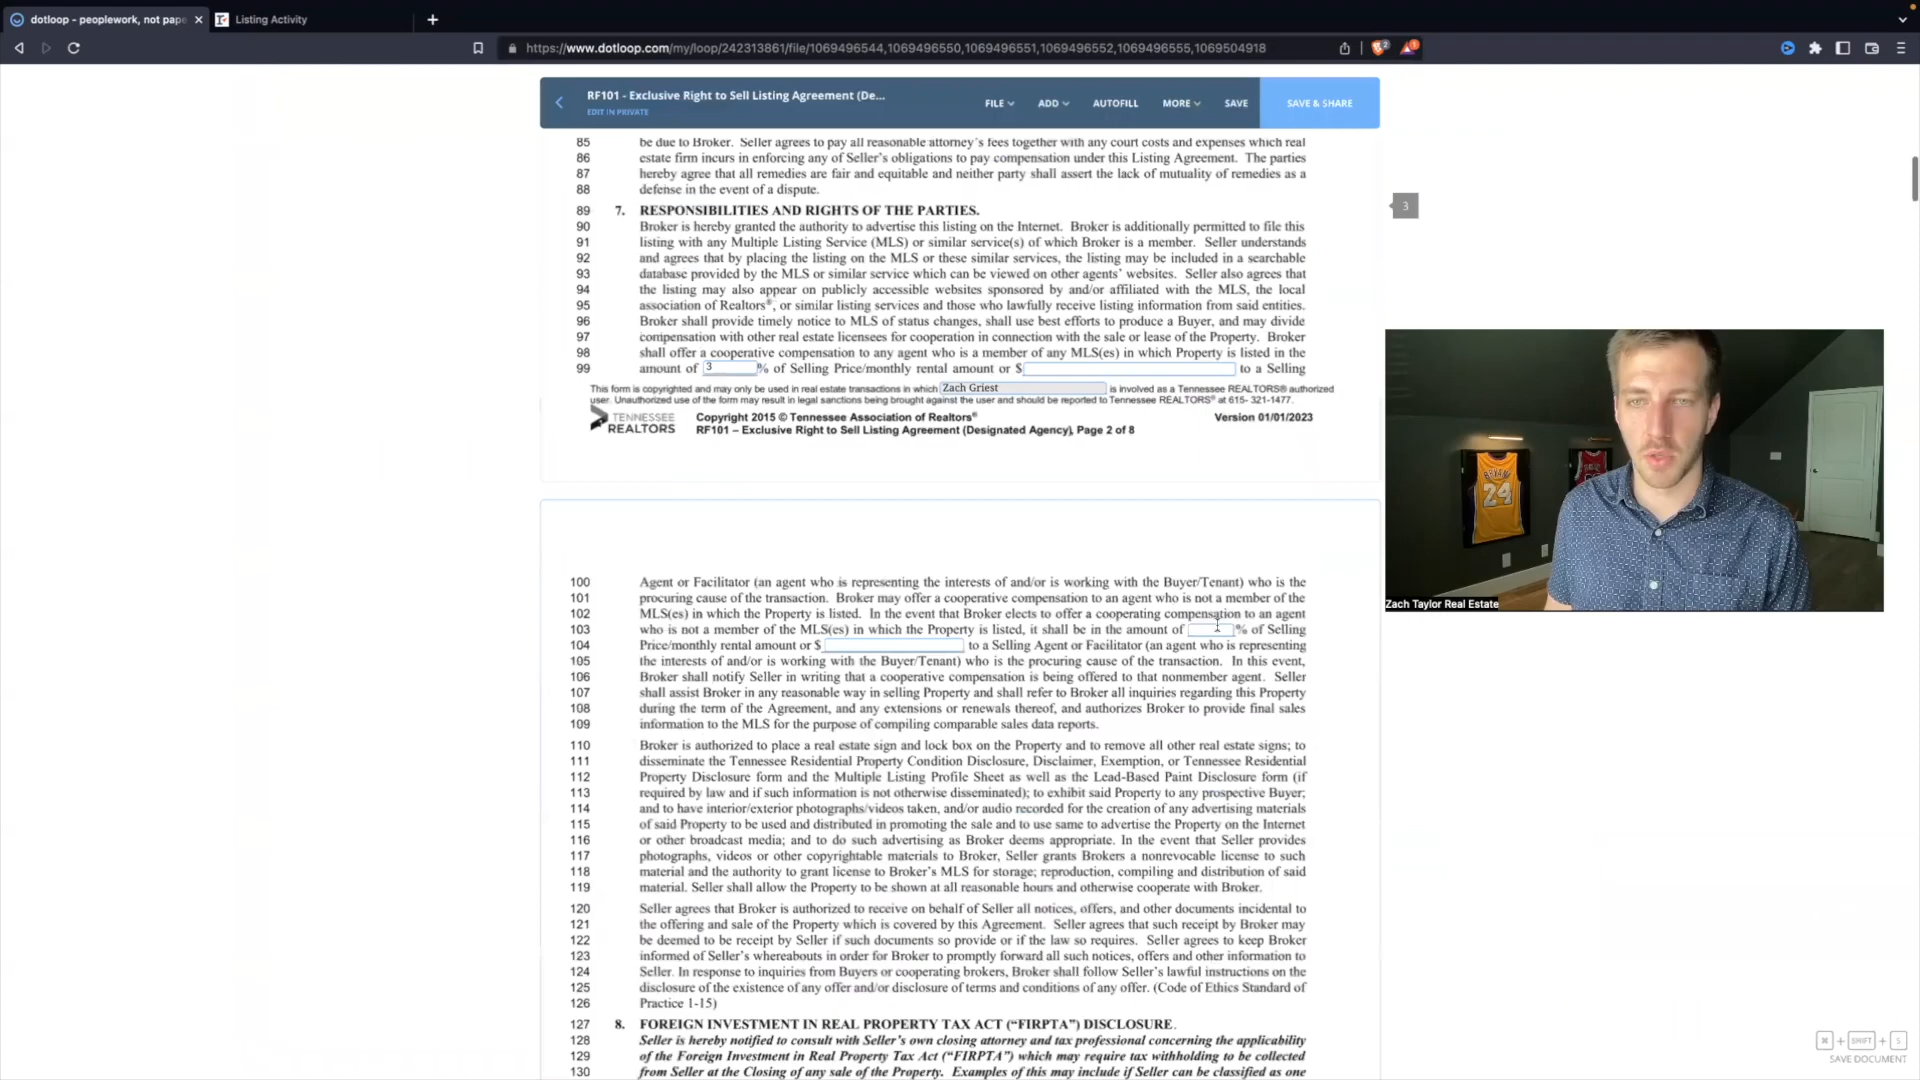 dotloop - peoplework, not pape
Listing Activity
https://www.dotloop.com/my/loop/242313861/file/1069496544,1069496550,1069496551,1069496552,1069496555,1069504918
RF101 - Exclusive Right to Sell Listing Agreement (De...
EDIT IN PRIVATE
FILE ADD AUTOFILL MORE SAVE SAVE & SHARE
85 be due to Broker. Seller agrees to pay all reasonable attorney's fees together with any court costs and expenses which real
86 estate firm incurs in enforcing any of Seller's obligations to pay compensation under this Listing Agreement. The parties
87 hereby agree that all remedies are fair and equitable and neither party shall assert the lack of mutuality of remedies as a
88 defense in the event of a dispute.
89 7. RESPONSIBILITIES AND RIGHTS OF THE PARTIES.
3
90 Broker is hereby granted the authority to advertise this listing on the Internet. Broker is additionally permitted to file this
91 listing with any Multiple Listing Service (MLS) or similar service(s) of which Broker is a member. Seller understands
92 and agrees that by placing the listing on the MLS or these similar services, the listing may be included in a searchable
93 database provided by the MLS or similar service which can be viewed on other agents' websites. Seller also agrees that
94 the listing may also appear on publicly accessible websites sponsored by and/or affiliated with the MLS, the local
95 association of Realtors®, or similar listing services and those who lawfully receive listing information from said entities.
96 Broker shall provide timely notice to MLS of status changes, shall use best efforts to produce a Buyer, and may divide
97 compensation with other real estate licensees for cooperation in connection with the sale or lease of the Property. Broker
98 shall offer a cooperative compensation to any agent who is a member of any MLS(es) in which Property is listed in the
99 amount of 3 % of Selling Price/monthly rental amount or $ to a Selling
This form is copyrighted and may only be used in real estate transactions in which Zach Griest is involved as a Tennessee REALTORS® authorized
user. Unauthorized use of the form may result in legal sanctions being brought against the user and should be reported to Tennessee REALTORS® at 615- 321-1477.
TENNESSEE REALTORS
Copyright 2015 © Tennessee Association of Realtors® Version 01/01/2023
RF101 – Exclusive Right to Sell Listing Agreement (Designated Agency), Page 2 of 8
100 Agent or Facilitator (an agent who is representing the interests of and/or is working with the Buyer/Tenant) who is the
101 procuring cause of the transaction. Broker may offer a cooperative compensation to an agent who is not a member of the
102 MLS(es) in which the Property is listed. In the event that Broker elects to offer a cooperating compensation to an agent
103 who is not a member of the MLS(es) in which the Property is listed, it shall be in the amount of % of Selling
104 Price/monthly rental amount or $ to a Selling Agent or Facilitator (an agent who is representing
105 the interests of and/or is working with the Buyer/Tenant) who is the procuring cause of the transaction. In this event,
106 Broker shall notify Seller in writing that a cooperative compensation is being offered to that nonmember agent. Seller
107 shall assist Broker in any reasonable way in selling Property and shall refer to Broker all inquiries regarding this Property
108 during the term of the Agreement, and any extensions or renewals thereof, and authorizes Broker to provide final sales
109 information to the MLS for the purpose of compiling comparable sales data reports.
110 Broker is authorized to place a real estate sign and lock box on the Property and to remove all other real estate signs; to
111 disseminate the Tennessee Residential Property Condition Disclosure, Disclaimer, Exemption, or Tennessee Residential
112 Property Disclosure form and the Multiple Listing Profile Sheet as well as the Lead-Based Paint Disclosure form (if
113 required by law and if such information is not otherwise disseminated); to exhibit said Property to any prospective Buyer;
114 and to have interior/exterior photographs/videos taken, and/or audio recorded for the creation of any advertising materials
115 of said Property to be used and distributed in promoting the sale and to use same to advertise the Property on the Internet
116 or other broadcast media; and to do such advertising as Broker deems appropriate. In the event that Seller provides
117 photographs, videos or other copyrightable materials to Broker, Seller grants Brokers a nonrevocable license to such
118 material and the authority to grant license to Broker's MLS for storage; reproduction, compiling and distribution of said
119 material. Seller shall allow the Property to be shown at all reasonable hours and otherwise cooperate with Broker.
120 Seller agrees that Broker is authorized to receive on behalf of Seller all notices, offers, and other documents incidental to
121 the offering and sale of the Property which is covered by this Agreement. Seller agrees that such receipt by Broker may
122 be deemed to be receipt by Seller if such documents so provide or if the law so requires. Seller agrees to keep Broker
123 informed of Seller's whereabouts in order for Broker to promptly forward all such notices, offers and other information to
124 Seller. In response to inquiries from Buyers or cooperating brokers, Broker shall follow Seller's lawful instructions on the
125 disclosure of the existence of any offer and/or disclosure of terms and conditions of any offer. (Code of Ethics Standard of
126 Practice 1-15)
127 8. FOREIGN INVESTMENT IN REAL PROPERTY TAX ACT ("FIRPTA") DISCLOSURE.
128 Seller is hereby notified to consult with Seller's own closing attorney and tax professional concerning the applicability
129 of the Foreign Investment in Real Property Tax Act ("FIRPTA") which may require tax withholding to be collected
130 from Seller at the Closing of any sale of the Property. Examples of this may include if Seller can be classified as one
BRYANT
24
Zach Taylor Real Estate
⌘ + SHIFT + S
SAVE DOCUMENT